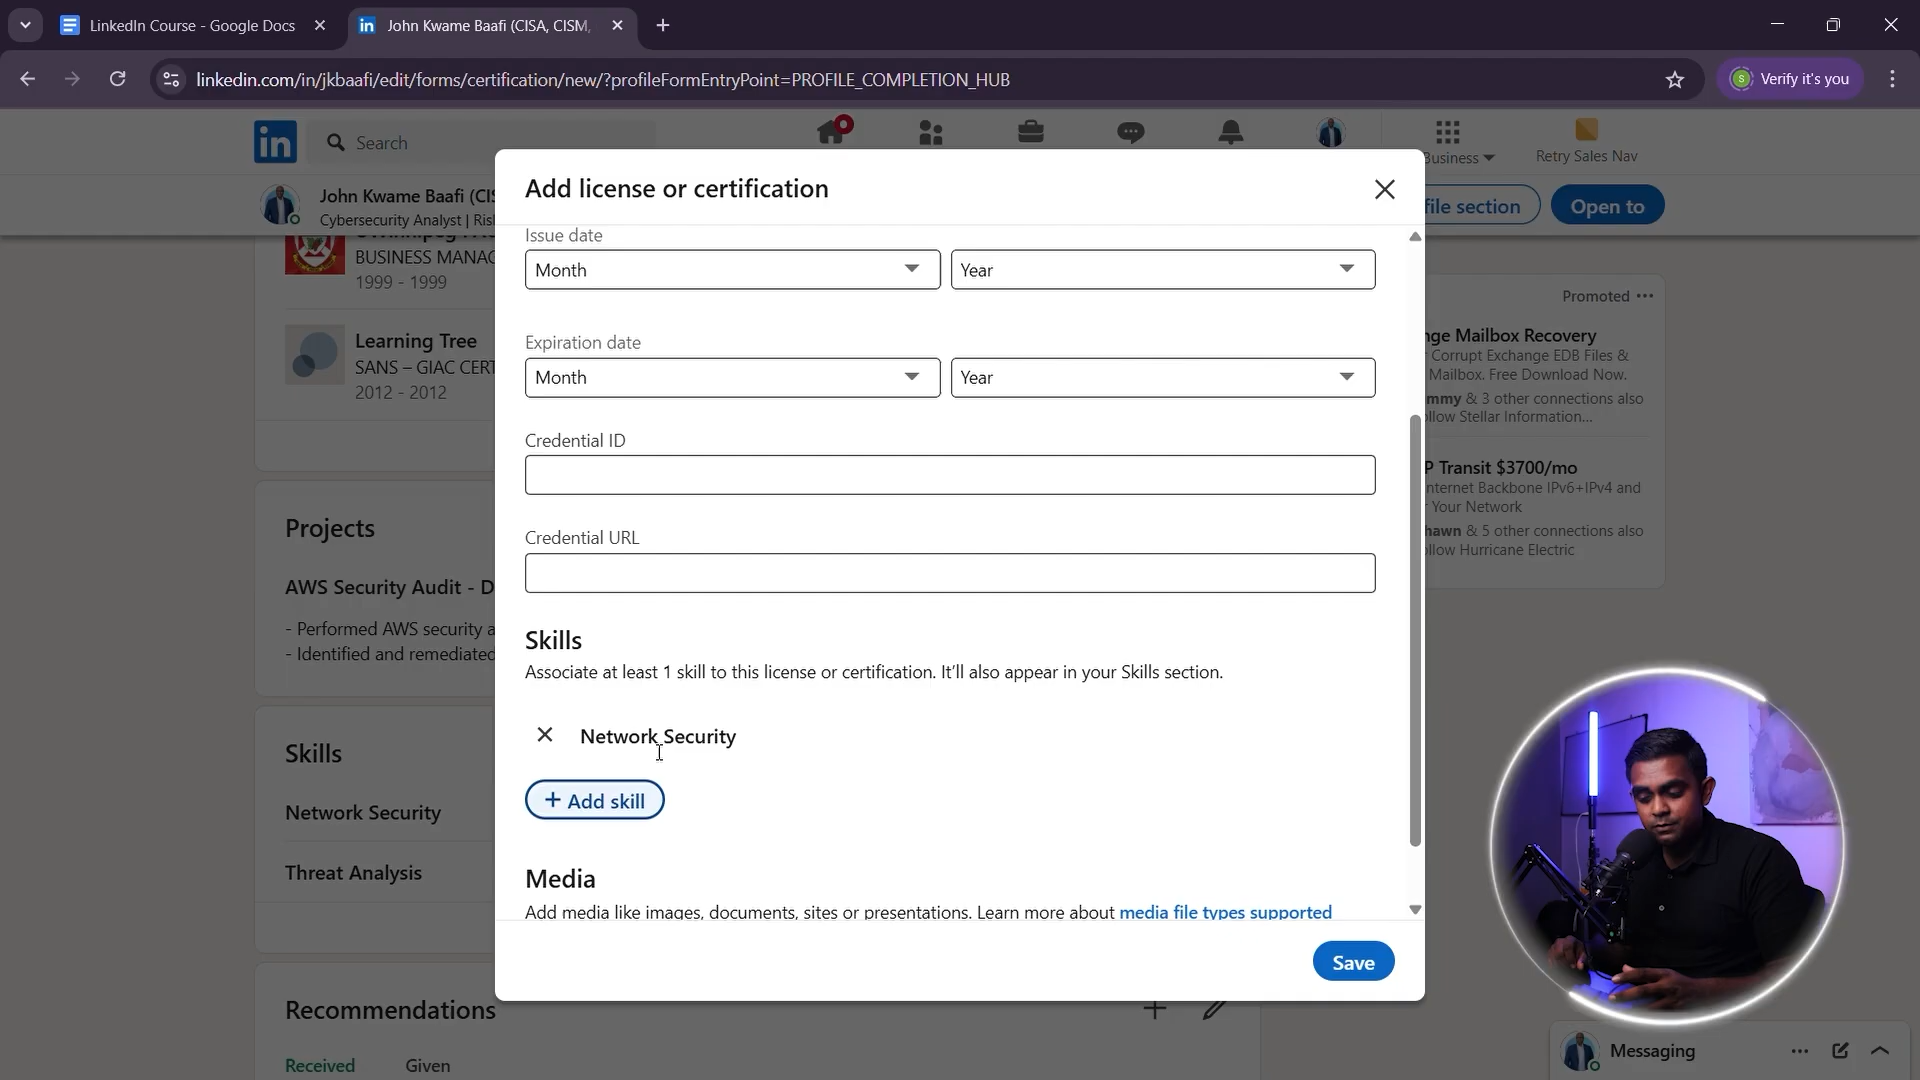 LinkedIn Course - Google Docs
John Kwame Baafi (CISA, CISM,
linkedin.com/in/jkbaafi/edit/forms/certification/new/?profileFormEntryPoint=PROFILE_COMPLETION_HUB
S
Verify it's you
in
Search
Business
Retry Sales Nav
John Kwame Baafi (CIS
Cybersecurity Analyst | Ris
file section
Open to
Add license or certification
BUSINESS MANAG
1999 - 1999
Learning Tree
SANS – GIAC CERT
2012 - 2012
Projects
AWS Security Audit - D
- Performed AWS security a
- Identified and remediated
Skills
Network Security
Threat Analysis
Recommendations
Received Given
Issue date
Month Year
Expiration date
Month Year
Credential ID
Credential URL
Skills
Associate at least 1 skill to this license or certification. It'll also appear in your Skills section.
Network Security
+ Add skill
Media
Add media like images, documents, sites or presentations. Learn more about media file types supported
Save
Promoted
nge Mailbox Recovery
Corrupt Exchange EDB Files &
Mailbox. Free Download Now.
mmy & 3 other connections also
llow Stellar Information...
P Transit $3700/mo
nternet Backbone IPv6+IPv4 and
Your Network
hawn & 5 other connections also
llow Hurricane Electric
Messaging